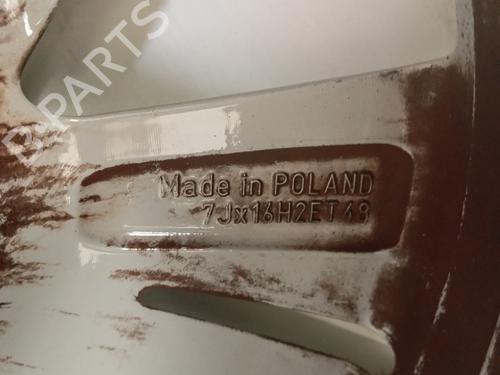 B-PARTS
Made in POLAND
7Jx16H2ET48